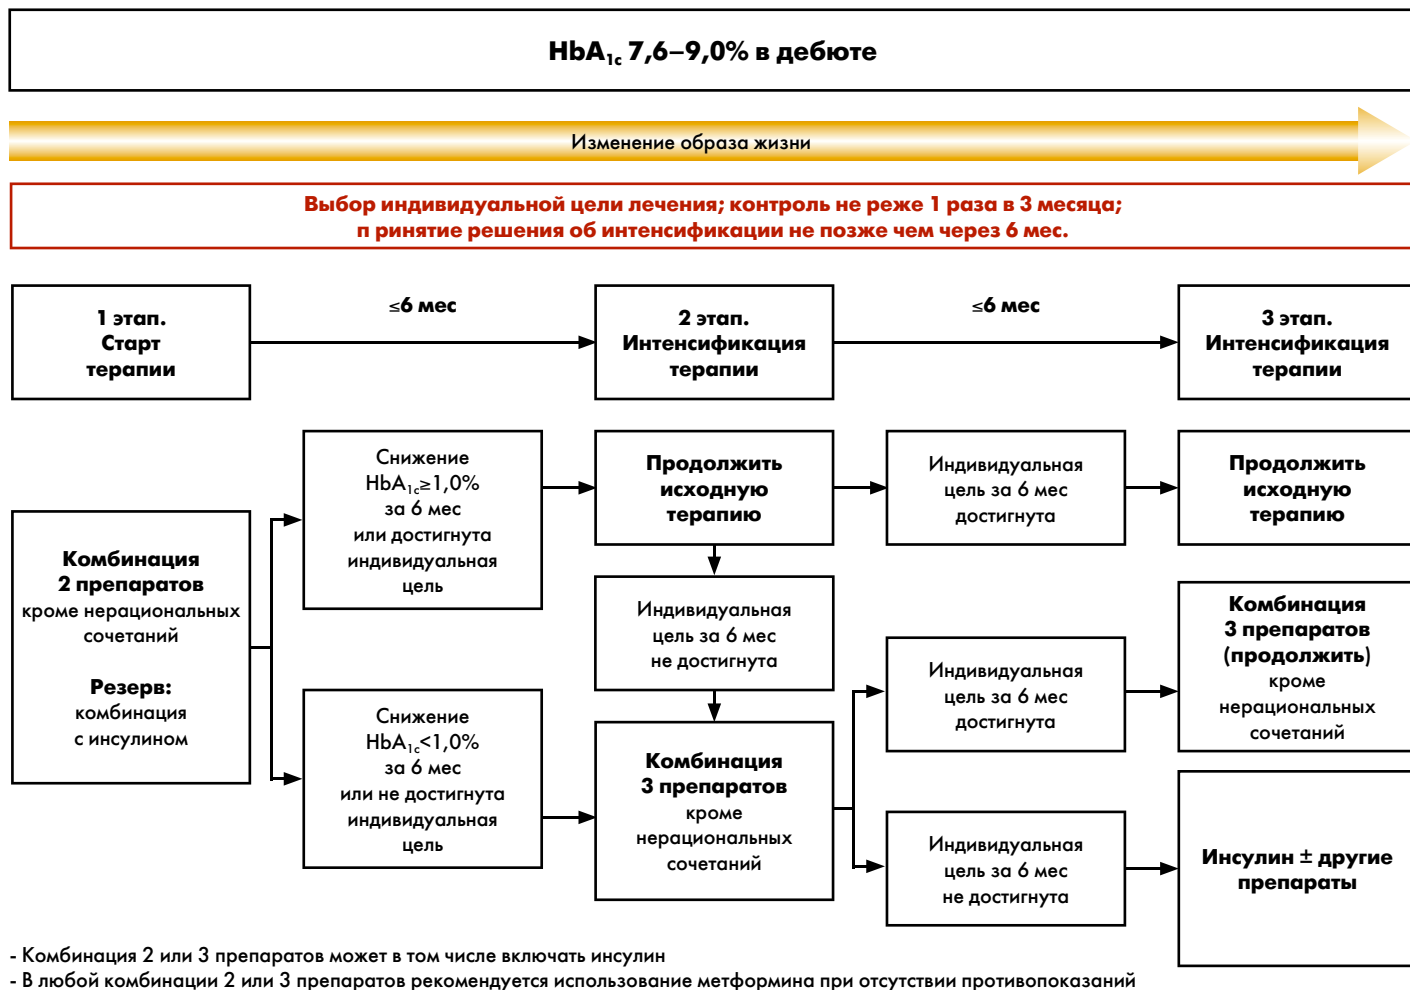 HbA1c 7,6–9,0% в дебюте
Изменение образа жизни
Выбор индивидуальной цели лечения; контроль не реже 1 раза в 3 месяца;
п ринятие решения об интенсификации не позже чем через 6 мес.
1 этап.
Старт
терапии
≤6 мес
2 этап.
Интенсификация
терапии
≤6 мес
3 этап.
Интенсификация
терапии
Комбинация
2 препаратов
кроме нерациональных
сочетаний
Резерв:
комбинация
с инсулином
Снижение
HbA1c≥1,0%
за 6 мес
или достигнута
индивидуальная
цель
Продолжить
исходную
терапию
Индивидуальная
цель за 6 мес
достигнута
Продолжить
исходную
терапию
Индивидуальная
цель за 6 мес
не достигнута
Снижение
HbA1c<1,0%
за 6 мес
или не достигнута
индивидуальная
цель
Комбинация
3 препаратов
кроме
нерациональных
сочетаний
Индивидуальная
цель за 6 мес
достигнута
Комбинация
3 препаратов
(продолжить)
кроме
нерациональных
сочетаний
Индивидуальная
цель за 6 мес
не достигнута
Инсулин ± другие
препараты
- Комбинация 2 или 3 препаратов может в том числе включать инсулин
- В любой комбинации 2 или 3 препаратов рекомендуется использование метформина при отсутствии противопоказаний